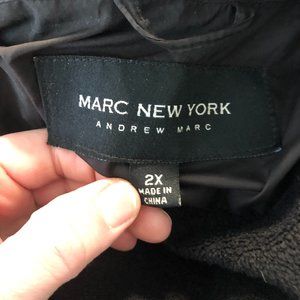 MARC NEW YORK
ANDREW MARC
2X
MADE IN
CHINA